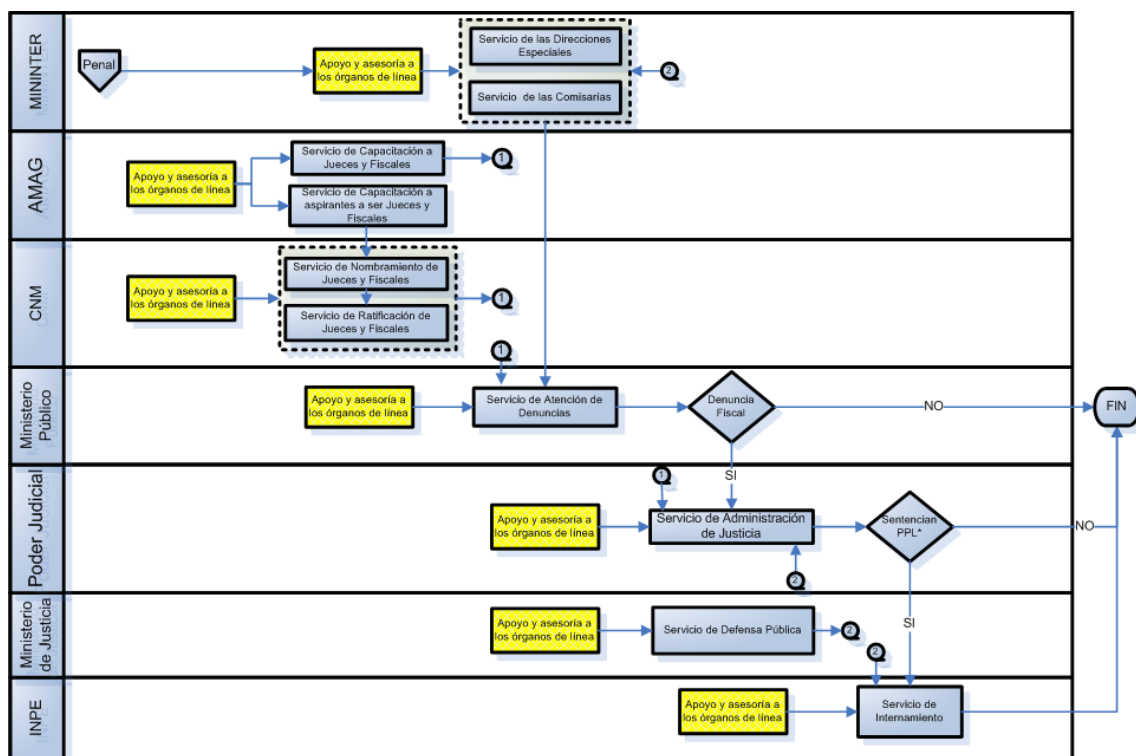 MININTER
Penal
Apoyo y asesoría a
los órganos de línea
Servicio de las Direcciones
Especiales
Servicio de las Comisarías
2
AMAG
Apoyo y asesoría a
los órganos de línea
Servicio de Capacitación a
Jueces y Fiscales
1
Servicio de Capacitación a
aspirantes a ser Jueces y
Fiscales
CNM
Apoyo y asesoría a
los órganos de línea
Servicio de Nombramiento de
Jueces y Fiscales
Servicio de Ratificación de
Jueces y Fiscales
1
1
Ministerio
Público
Apoyo y asesoría a
los órganos de línea
Servicio de Atención de
Denuncias
Denuncia
Fiscal
NO
FIN
SI
Poder Judicial
1
Apoyo y asesoría a
los órganos de línea
Servicio de Administración
de Justicia
Sentencian
PPL*
NO
2
SI
Ministerio
de Justicia
Apoyo y asesoría a
los órganos de línea
Servicio de Defensa Pública
2
2
INPE
Apoyo y asesoría a
los órganos de línea
Servicio de
Internamiento